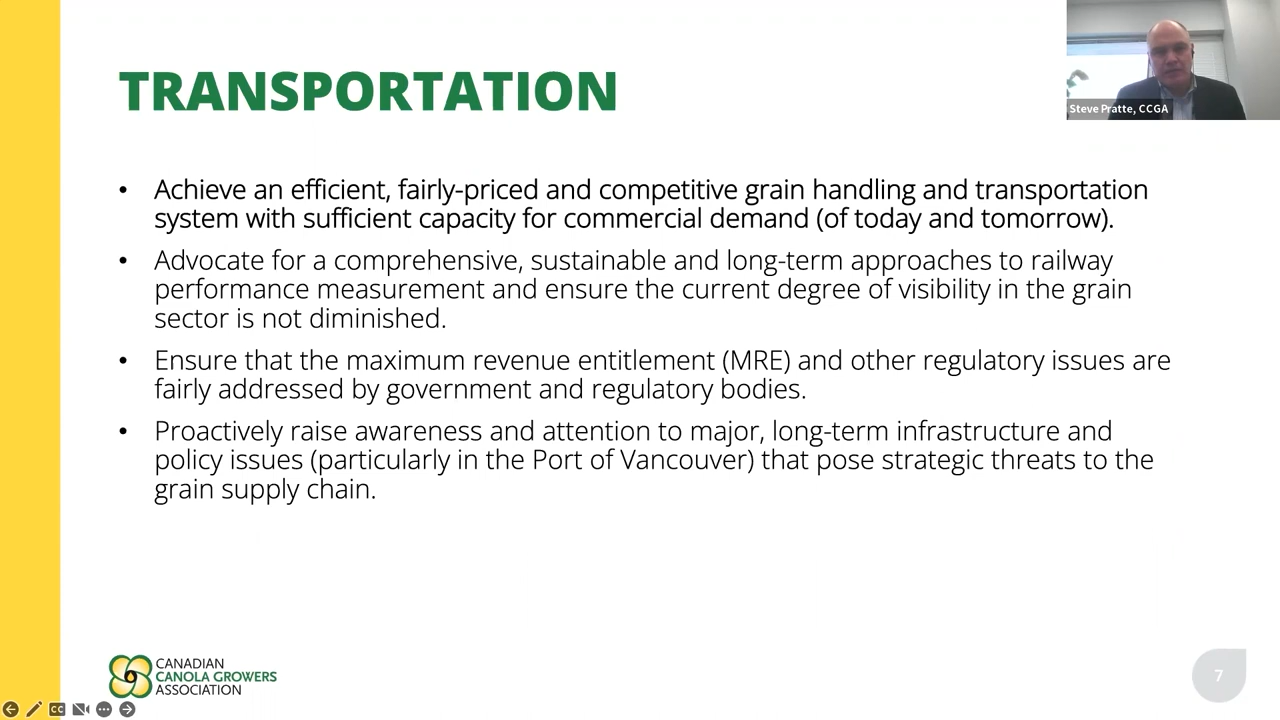 TRANSPORTATION
Steve Pratte, CCGA
• Achieve an efficient, fairly-priced and competitive grain handling and transportation
system with sufficient capacity for commercial demand (of today and tomorrow).
• Advocate for a comprehensive, sustainable and long-term approaches to railway
performance measurement and ensure the current degree of visibility in the grain
sector is not diminished.
• Ensure that the maximum revenue entitlement (MRE) and other regulatory issues are
fairly addressed by government and regulatory bodies.
• Proactively raise awareness and attention to major, long-term infrastructure and
policy issues (particularly in the Port of Vancouver) that pose strategic threats to the
grain supply chain.
CANADIAN
CANOLA GROWERS
ASSOCIATION
7
CC